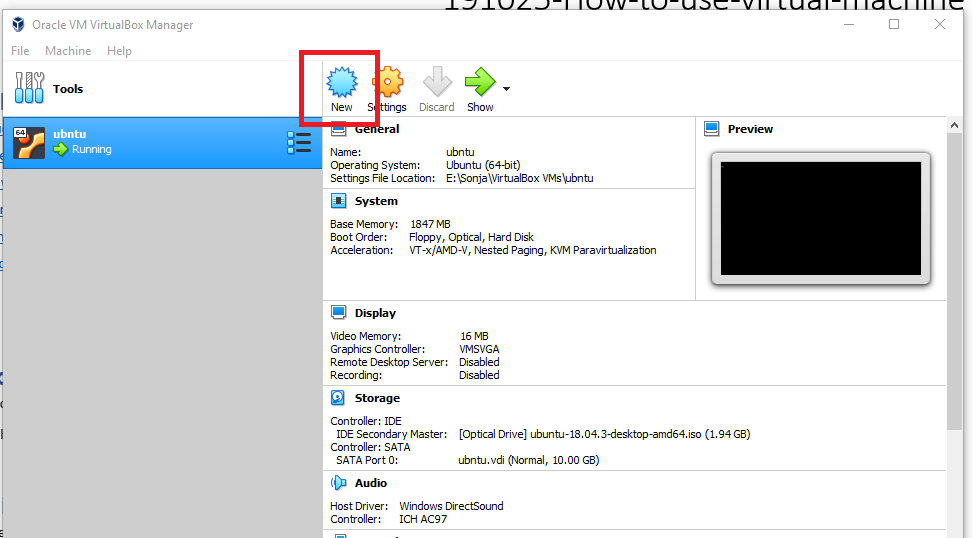 191025-How-to-use-virtual-machine
Oracle VM VirtualBox Manager
File Machine Help
Tools
New Settings Discard Show
64 ubntu
Running
General
Name: ubntu
Operating System: Ubuntu (64-bit)
Settings File Location: E:\Sonja\VirtualBox VMs\ubntu
Preview
System
Base Memory: 1847 MB
Boot Order: Floppy, Optical, Hard Disk
Acceleration: VT-x/AMD-V, Nested Paging, KVM Paravirtualization
Display
Video Memory: 16 MB
Graphics Controller: VMSVGA
Remote Desktop Server: Disabled
Recording: Disabled
Storage
Controller: IDE
IDE Secondary Master: [Optical Drive] ubuntu-18.04.3-desktop-amd64.iso (1.94 GB)
Controller: SATA
SATA Port 0: ubntu.vdi (Normal, 10.00 GB)
Audio
Host Driver: Windows DirectSound
Controller: ICH AC97